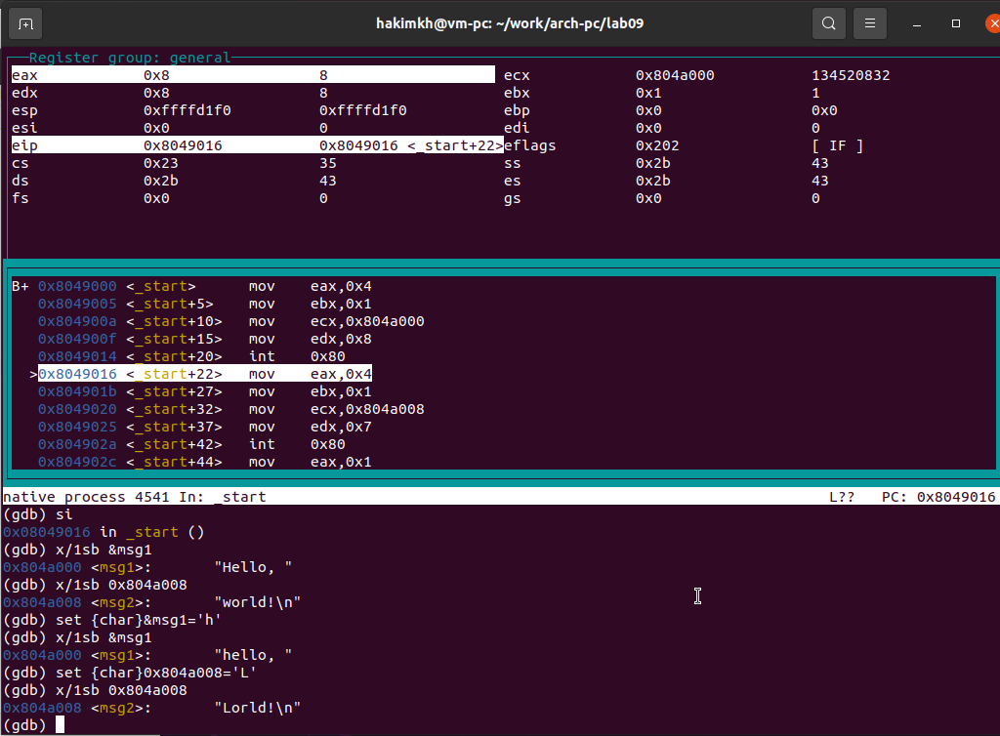 hakimkh@vm-pc: ~/work/arch-pc/lab09
Register group: general
eax 0x8 8 ecx 0x804a000 134520832
edx 0x8 8 ebx 0x1 1
esp 0xffffd1f0 0xffffd1f0 ebp 0x0 0x0
esi 0x0 0 edi 0x0 0
eip 0x8049016 0x8049016 <_start+22> eflags 0x202 [ IF ]
cs 0x23 35 ss 0x2b 43
ds 0x2b 43 es 0x2b 43
fs 0x0 0 gs 0x0 0
B+ 0x8049000 <_start> mov eax,0x4
0x8049005 <_start+5> mov ebx,0x1
0x804900a <_start+10> mov ecx,0x804a000
0x804900f <_start+15> mov edx,0x8
0x8049014 <_start+20> int 0x80
>0x8049016 <_start+22> mov eax,0x4
0x804901b <_start+27> mov ebx,0x1
0x8049020 <_start+32> mov ecx,0x804a008
0x8049025 <_start+37> mov edx,0x7
0x804902a <_start+42> int 0x80
0x804902c <_start+44> mov eax,0x1
native process 4541 In: _start L?? PC: 0x8049016
(gdb) si
0x08049016 in _start ()
(gdb) x/1sb &msg1
0x804a000 <msg1>: "Hello, "
(gdb) x/1sb 0x804a008
0x804a008 <msg2>: "world!\n"
(gdb) set {char}&msg1='h'
(gdb) x/1sb &msg1
0x804a000 <msg1>: "hello, "
(gdb) set {char}0x804a008='L'
(gdb) x/1sb 0x804a008
0x804a008 <msg2>: "Lorld!\n"
(gdb)